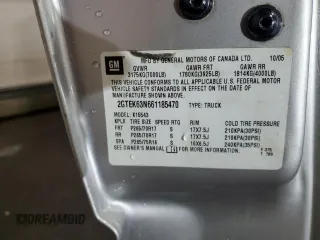 GM
MFD BY GENERAL MOTORS OF CANADA LTD. 10/05
GVWR GAWR FRT GAWR RR
3175KG(7000LB) 1780KG(3925LB) 1814KG(4000LB)
THIS VEHICLE CONFORMS TO ALL APPLICABLE U.S. FEDERAL MOTOR
VEHICLE SAFETY STANDARDS IN EFFECT ON THE DATE OF
MANUFACTURE SHOWN ABOVE.
2GTEK63N661185470 TYPE: TRUCK
MODEL: K15543
TIRE SIZE SPEED RTG RIM COLD TIRE PRESSURE
FRT P265/70R17 S 17X7.5J 210KPA(30PSI)
RR P265/70R17 S 17X7.5J 210KPA(30PSI)
SPA P265/75R16 S 16X6.5J 240KPA(35PSI)
SEE OWNER'S MANUAL FOR ADDITIONAL INFORMATION
© AUTOBIDMASTER